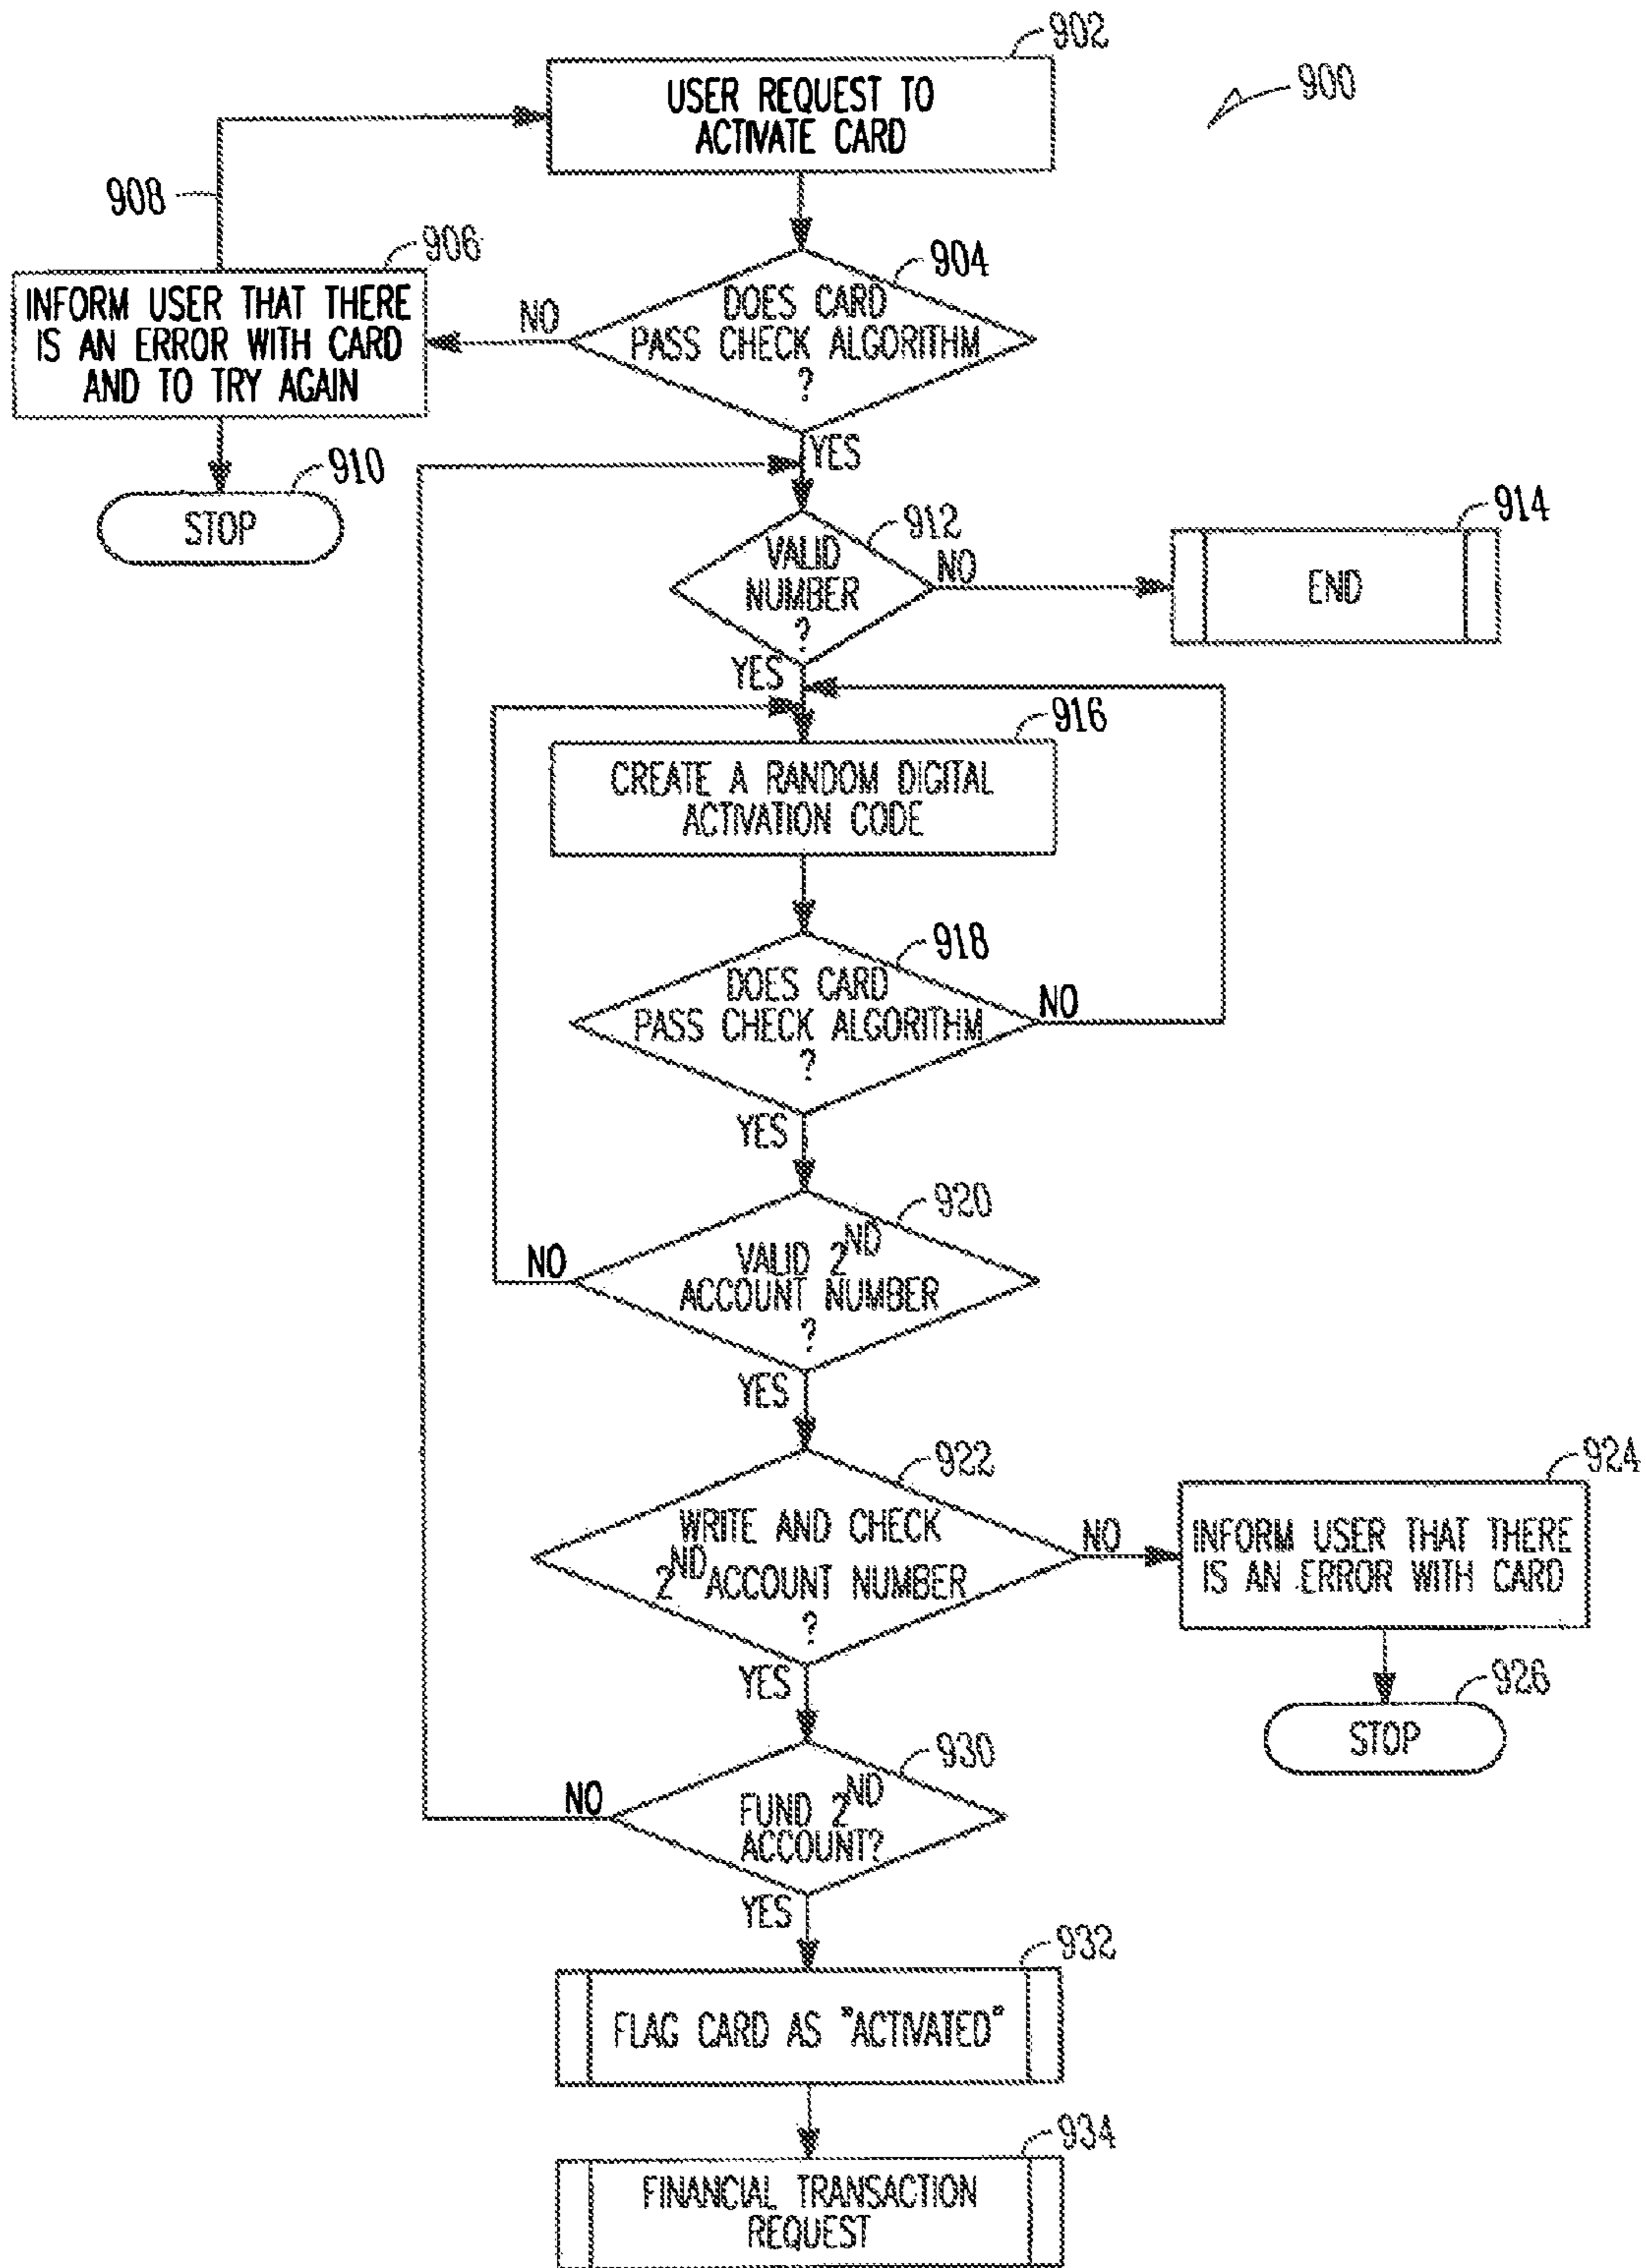 902
USER REQUEST TO
ACTIVATE CARD
900
908
906
INFORM USER THAT THERE
IS AN ERROR WITH CARD
AND TO TRY AGAIN
NO
904
DOES CARD
PASS CHECK ALGORITHM
?
YES
910
STOP
912
VALID
NUMBER
?
NO
914
END
YES
916
CREATE A RANDOM DIGITAL
ACTIVATION CODE
918
DOES CARD
PASS CHECK ALGORITHM
?
NO
YES
920
VALID 2ND
ACCOUNT NUMBER
?
NO
YES
922
WRITE AND CHECK
2ND ACCOUNT NUMBER
?
NO
924
INFORM USER THAT THERE
IS AN ERROR WITH CARD
YES
926
STOP
930
FUND 2ND
ACCOUNT?
NO
YES
932
FLAG CARD AS "ACTIVATED"
934
FINANCIAL TRANSACTION
REQUEST